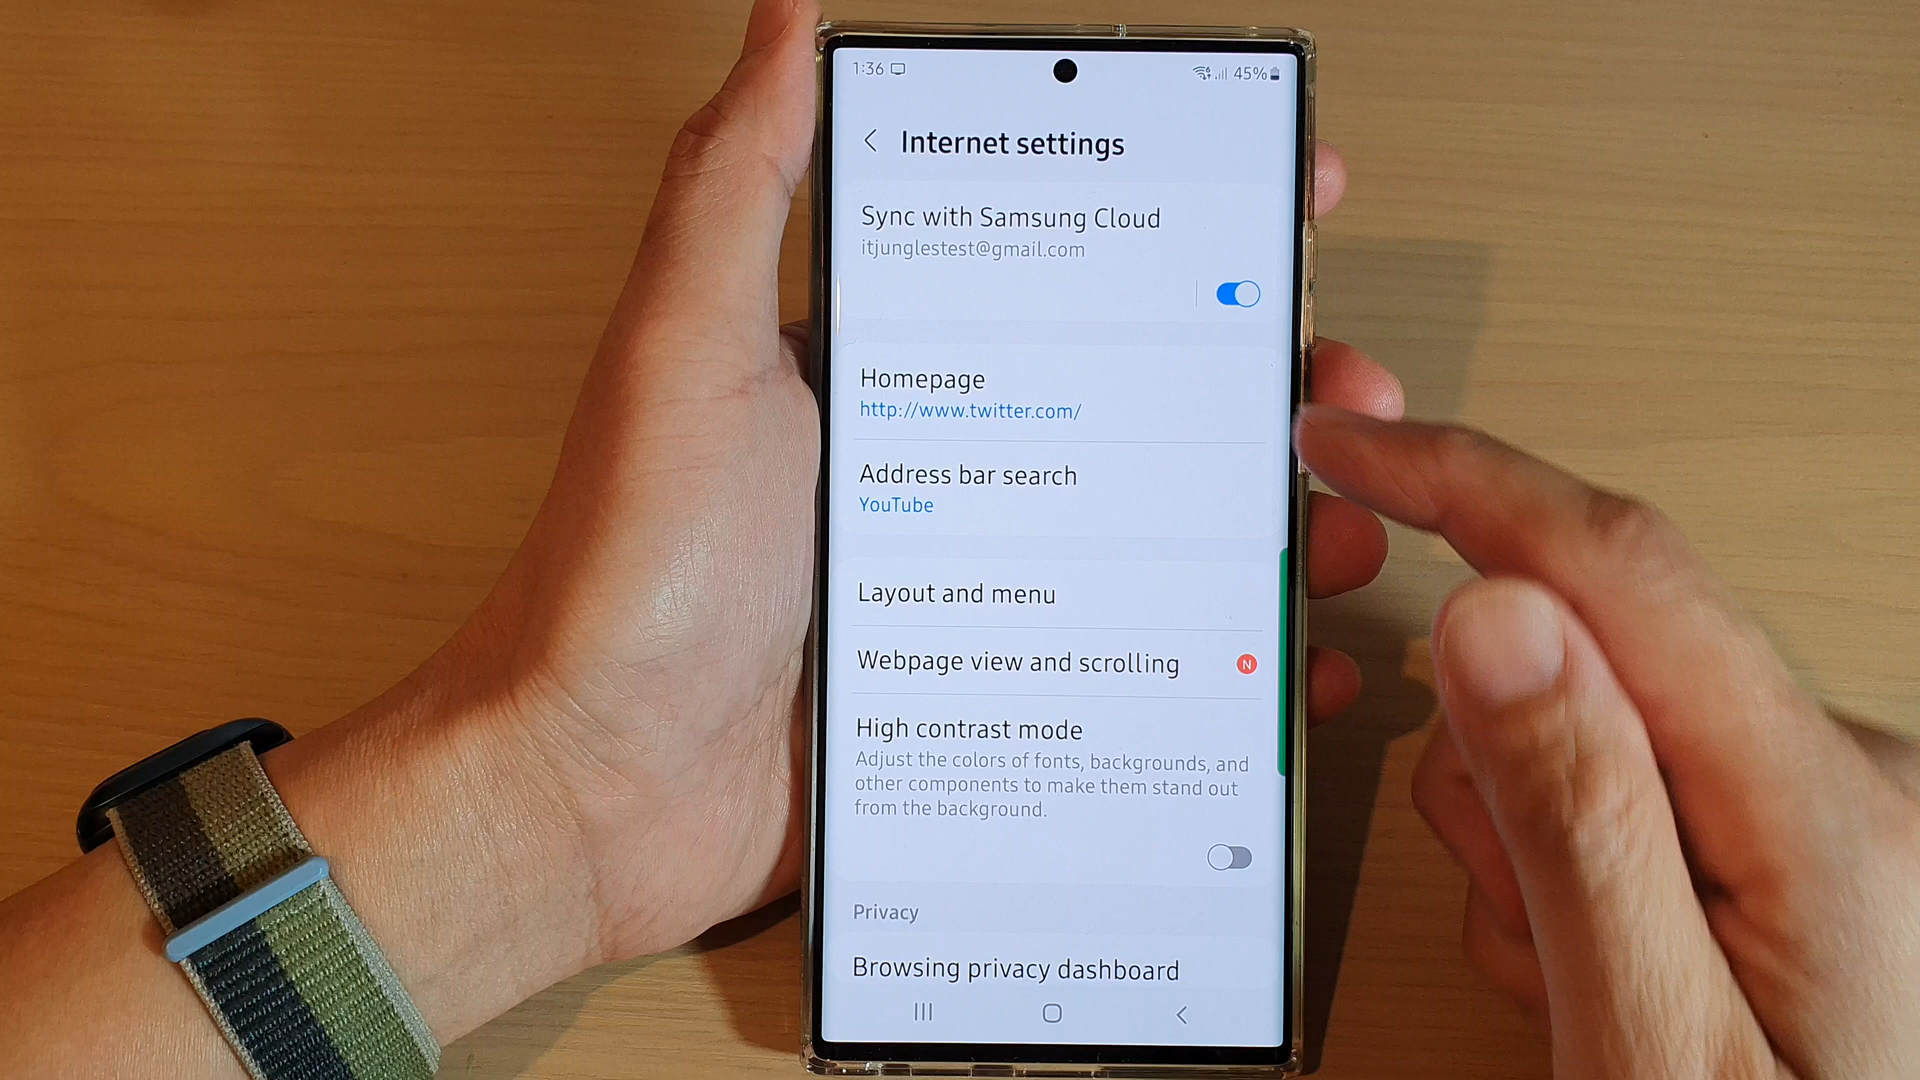 1:36
45%
Internet settings
Sync with Samsung Cloud
itjunglestest@gmail.com
Homepage
http://www.twitter.com/
Address bar search
YouTube
Layout and menu
Webpage view and scrolling
N
High contrast mode
Adjust the colors of fonts, backgrounds, and
other components to make them stand out
from the background.
Privacy
Browsing privacy dashboard